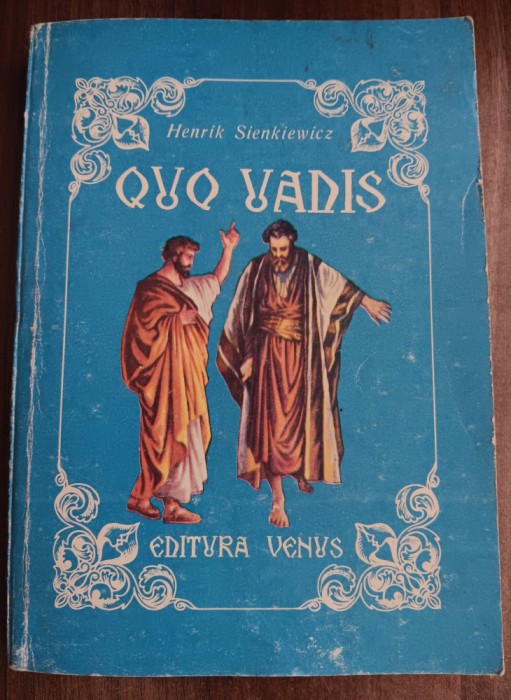 Henrik Sienkiewicz
QUO VADIS
EDITURA VENUS